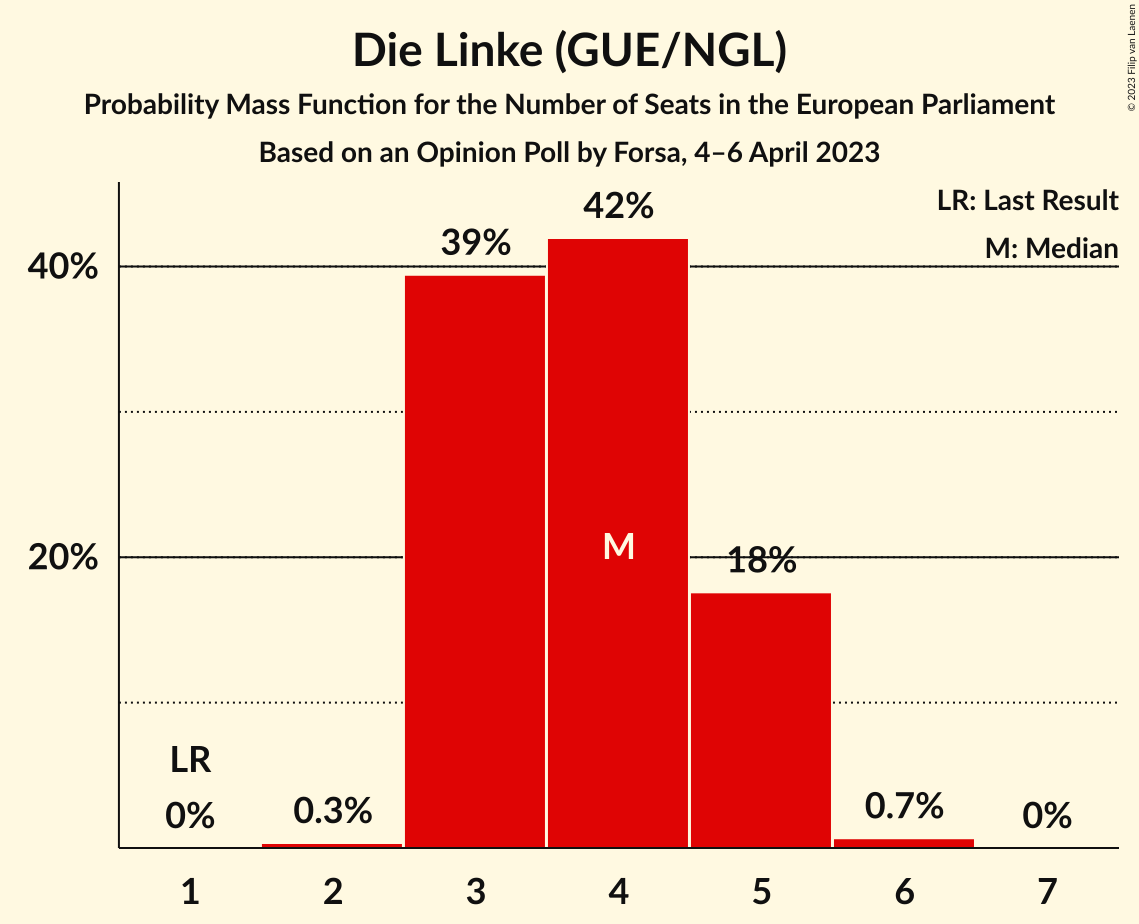 Die Linke (GUE/NGL)
Probability Mass Function for the Number of Seats in the European Parliament
Based on an Opinion Poll by Forsa, 4–6 April 2023
© 2023 Filip van Laenen
LR: Last Result
M: Median
42%
39%
40%
M
20%
18%
LR
0%
0.3%
0.7%
0%
1 2 3 4 5 6 7